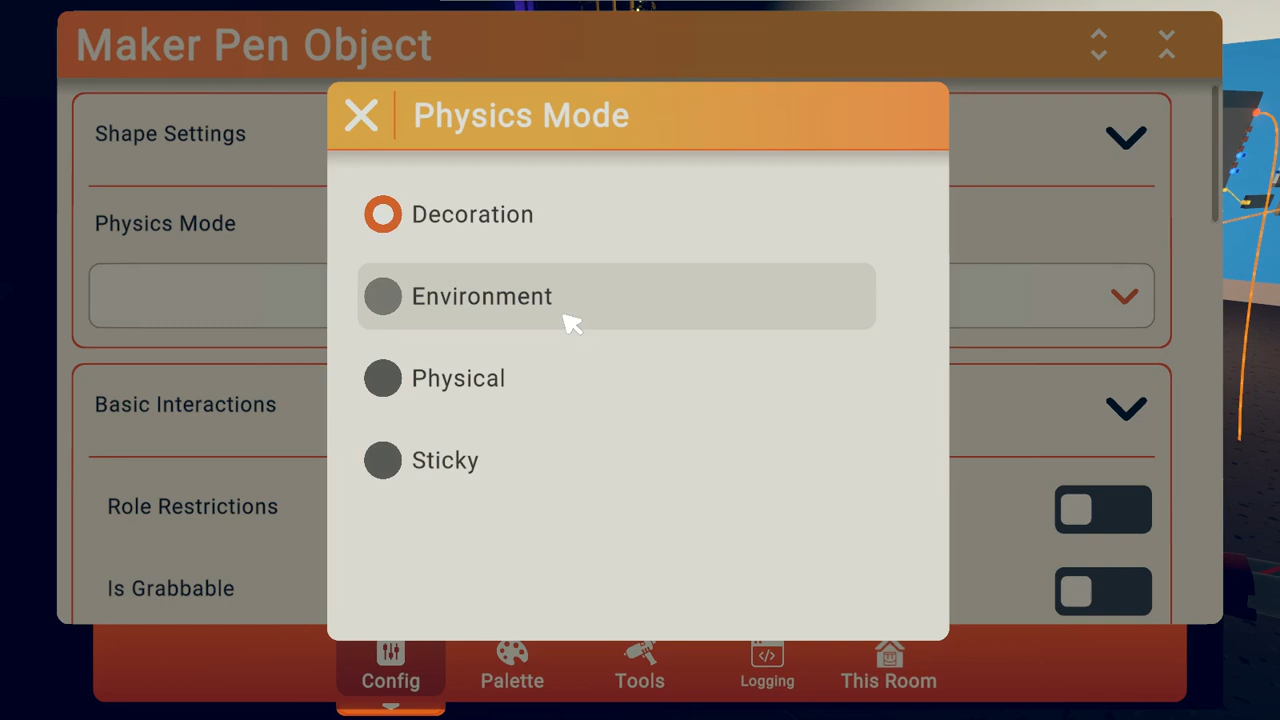 Maker Pen Object
Physics Mode
Shape Settings
Decoration
Physics Mode
Environment
Physical
Basic Interactions
Sticky
Role Restrictions
Is Grabbable
Config
Palette
Tools
Logging
This Room